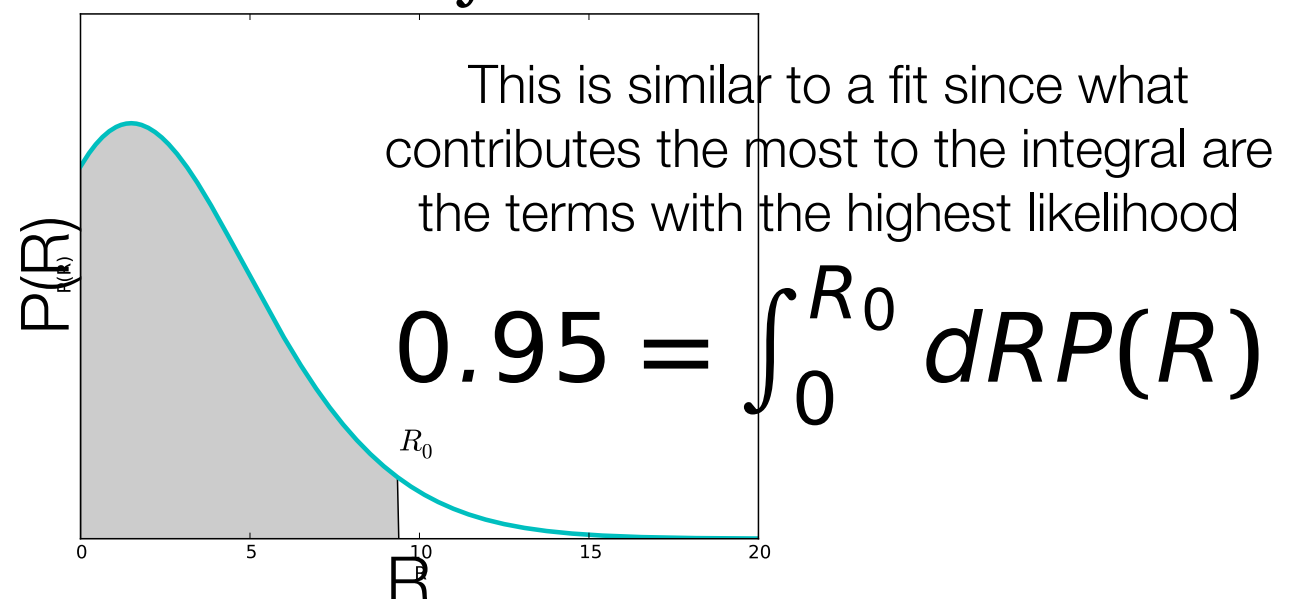 This is similar to a fit since what
contributes the most to the integral are
the terms with the highest likelihood
0.95 = ∫₀^{R₀} dRP(R)
P(R)
P(R)
R₀
0 5 10 15 20
R
R